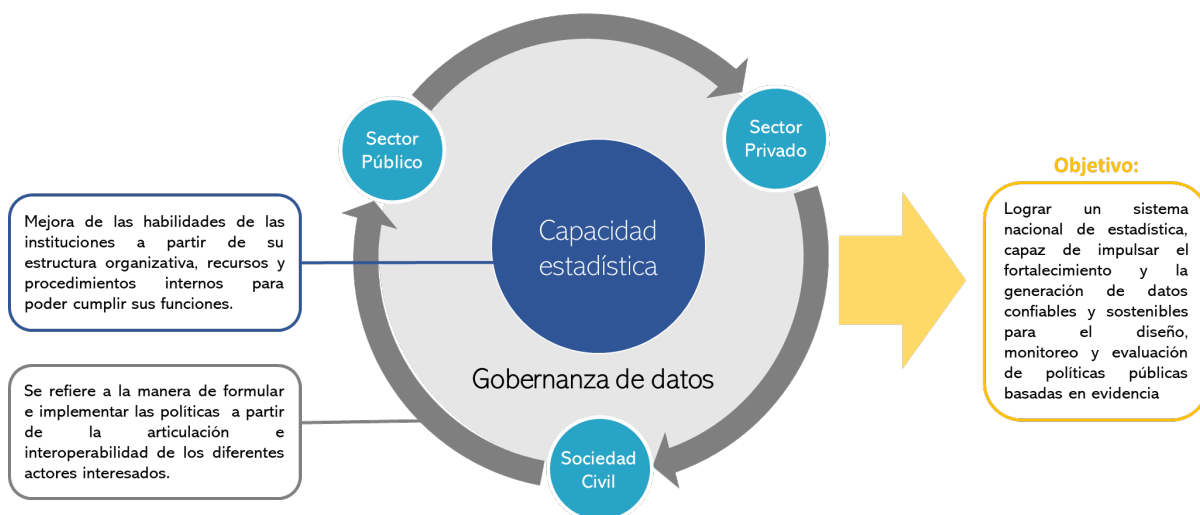 Sector
Público
Sector
Privado
Capacidad
estadística
Gobernanza de datos
Sociedad
Civil
Mejora de las habilidades de las
instituciones a partir de su
estructura organizativa, recursos y
procedimientos internos para
poder cumplir sus funciones.
Se refiere a la manera de formular
e implementar las políticas a partir
de la articulación e
interoperabilidad de los diferentes
actores interesados.
Objetivo:
Lograr un sistema
nacional de estadística,
capaz de impulsar el
fortalecimiento y la
generación de datos
confiables y sostenibles
para el diseño,
monitoreo y evaluación
de políticas públicas
basadas en evidencia